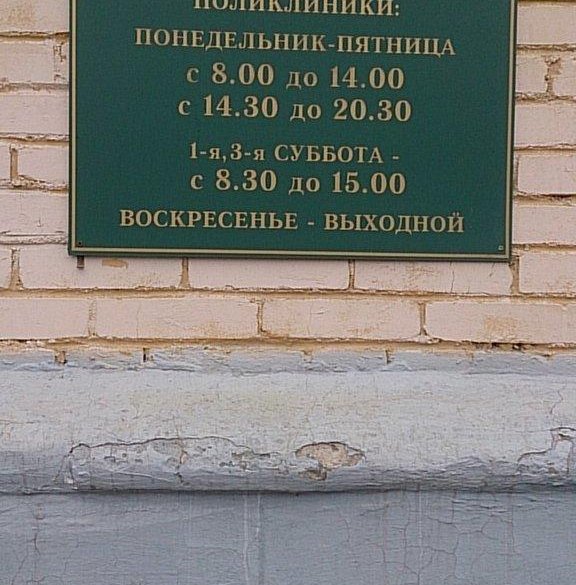 ПОЛИКЛИНИКИ:
ПОНЕДЕЛЬНИК-ПЯТНИЦА
с 8.00 до 14.00
с 14.30 до 20.30
1-я, 3-я СУББОТА -
с 8.30 до 15.00
ВОСКРЕСЕНЬЕ - ВЫХОДНОЙ